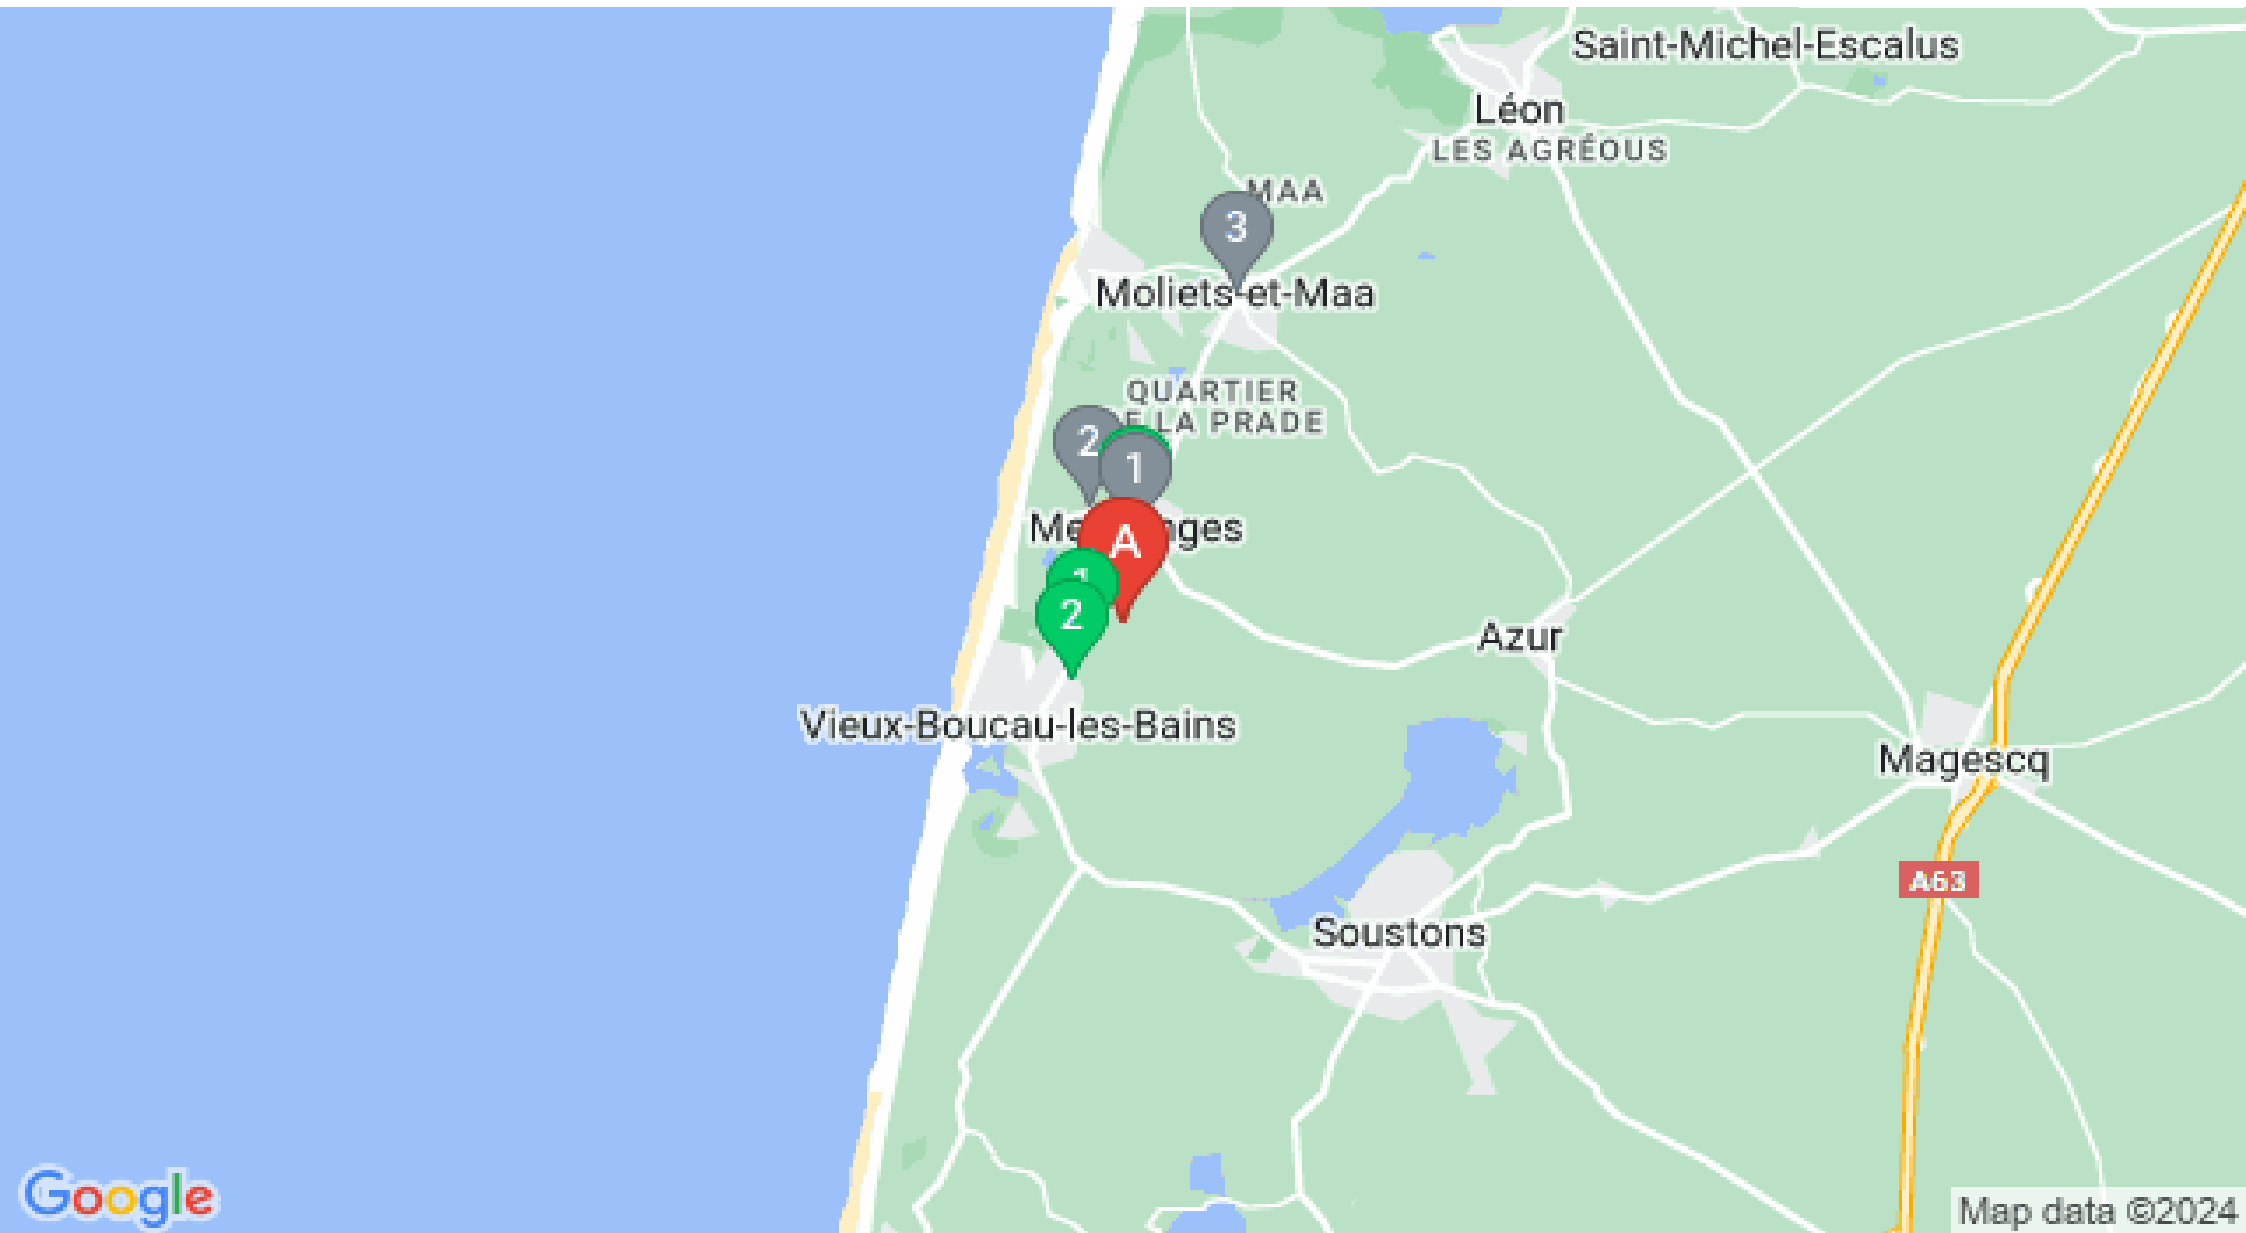 Saint-Michel-Escalus
Léon
LES AGRÉOUS
MAA
3
Moliets-et-Maa
QUARTIER
LA PRADE
2
1
A
1
2
Azur
Vieux-Boucau-les-Bains
Magescq
A63
Soustons
Google
Map data ©2024